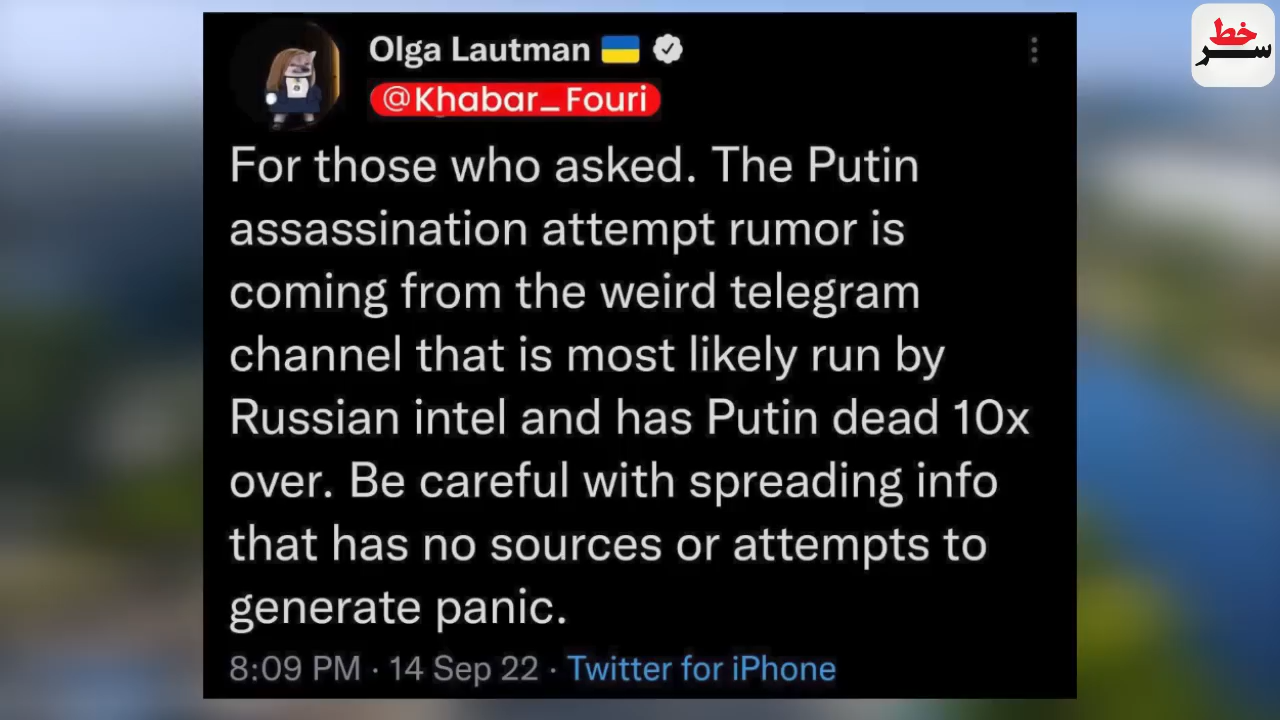 خط
سر
Olga Lautman
@Khabar_Fouri
For those who asked. The Putin
assassination attempt rumor is
coming from the weird telegram
channel that is most likely run by
Russian intel and has Putin dead 10x
over. Be careful with spreading info
that has no sources or attempts to
generate panic.
8:09 PM · 14 Sep 22 · Twitter for iPhone